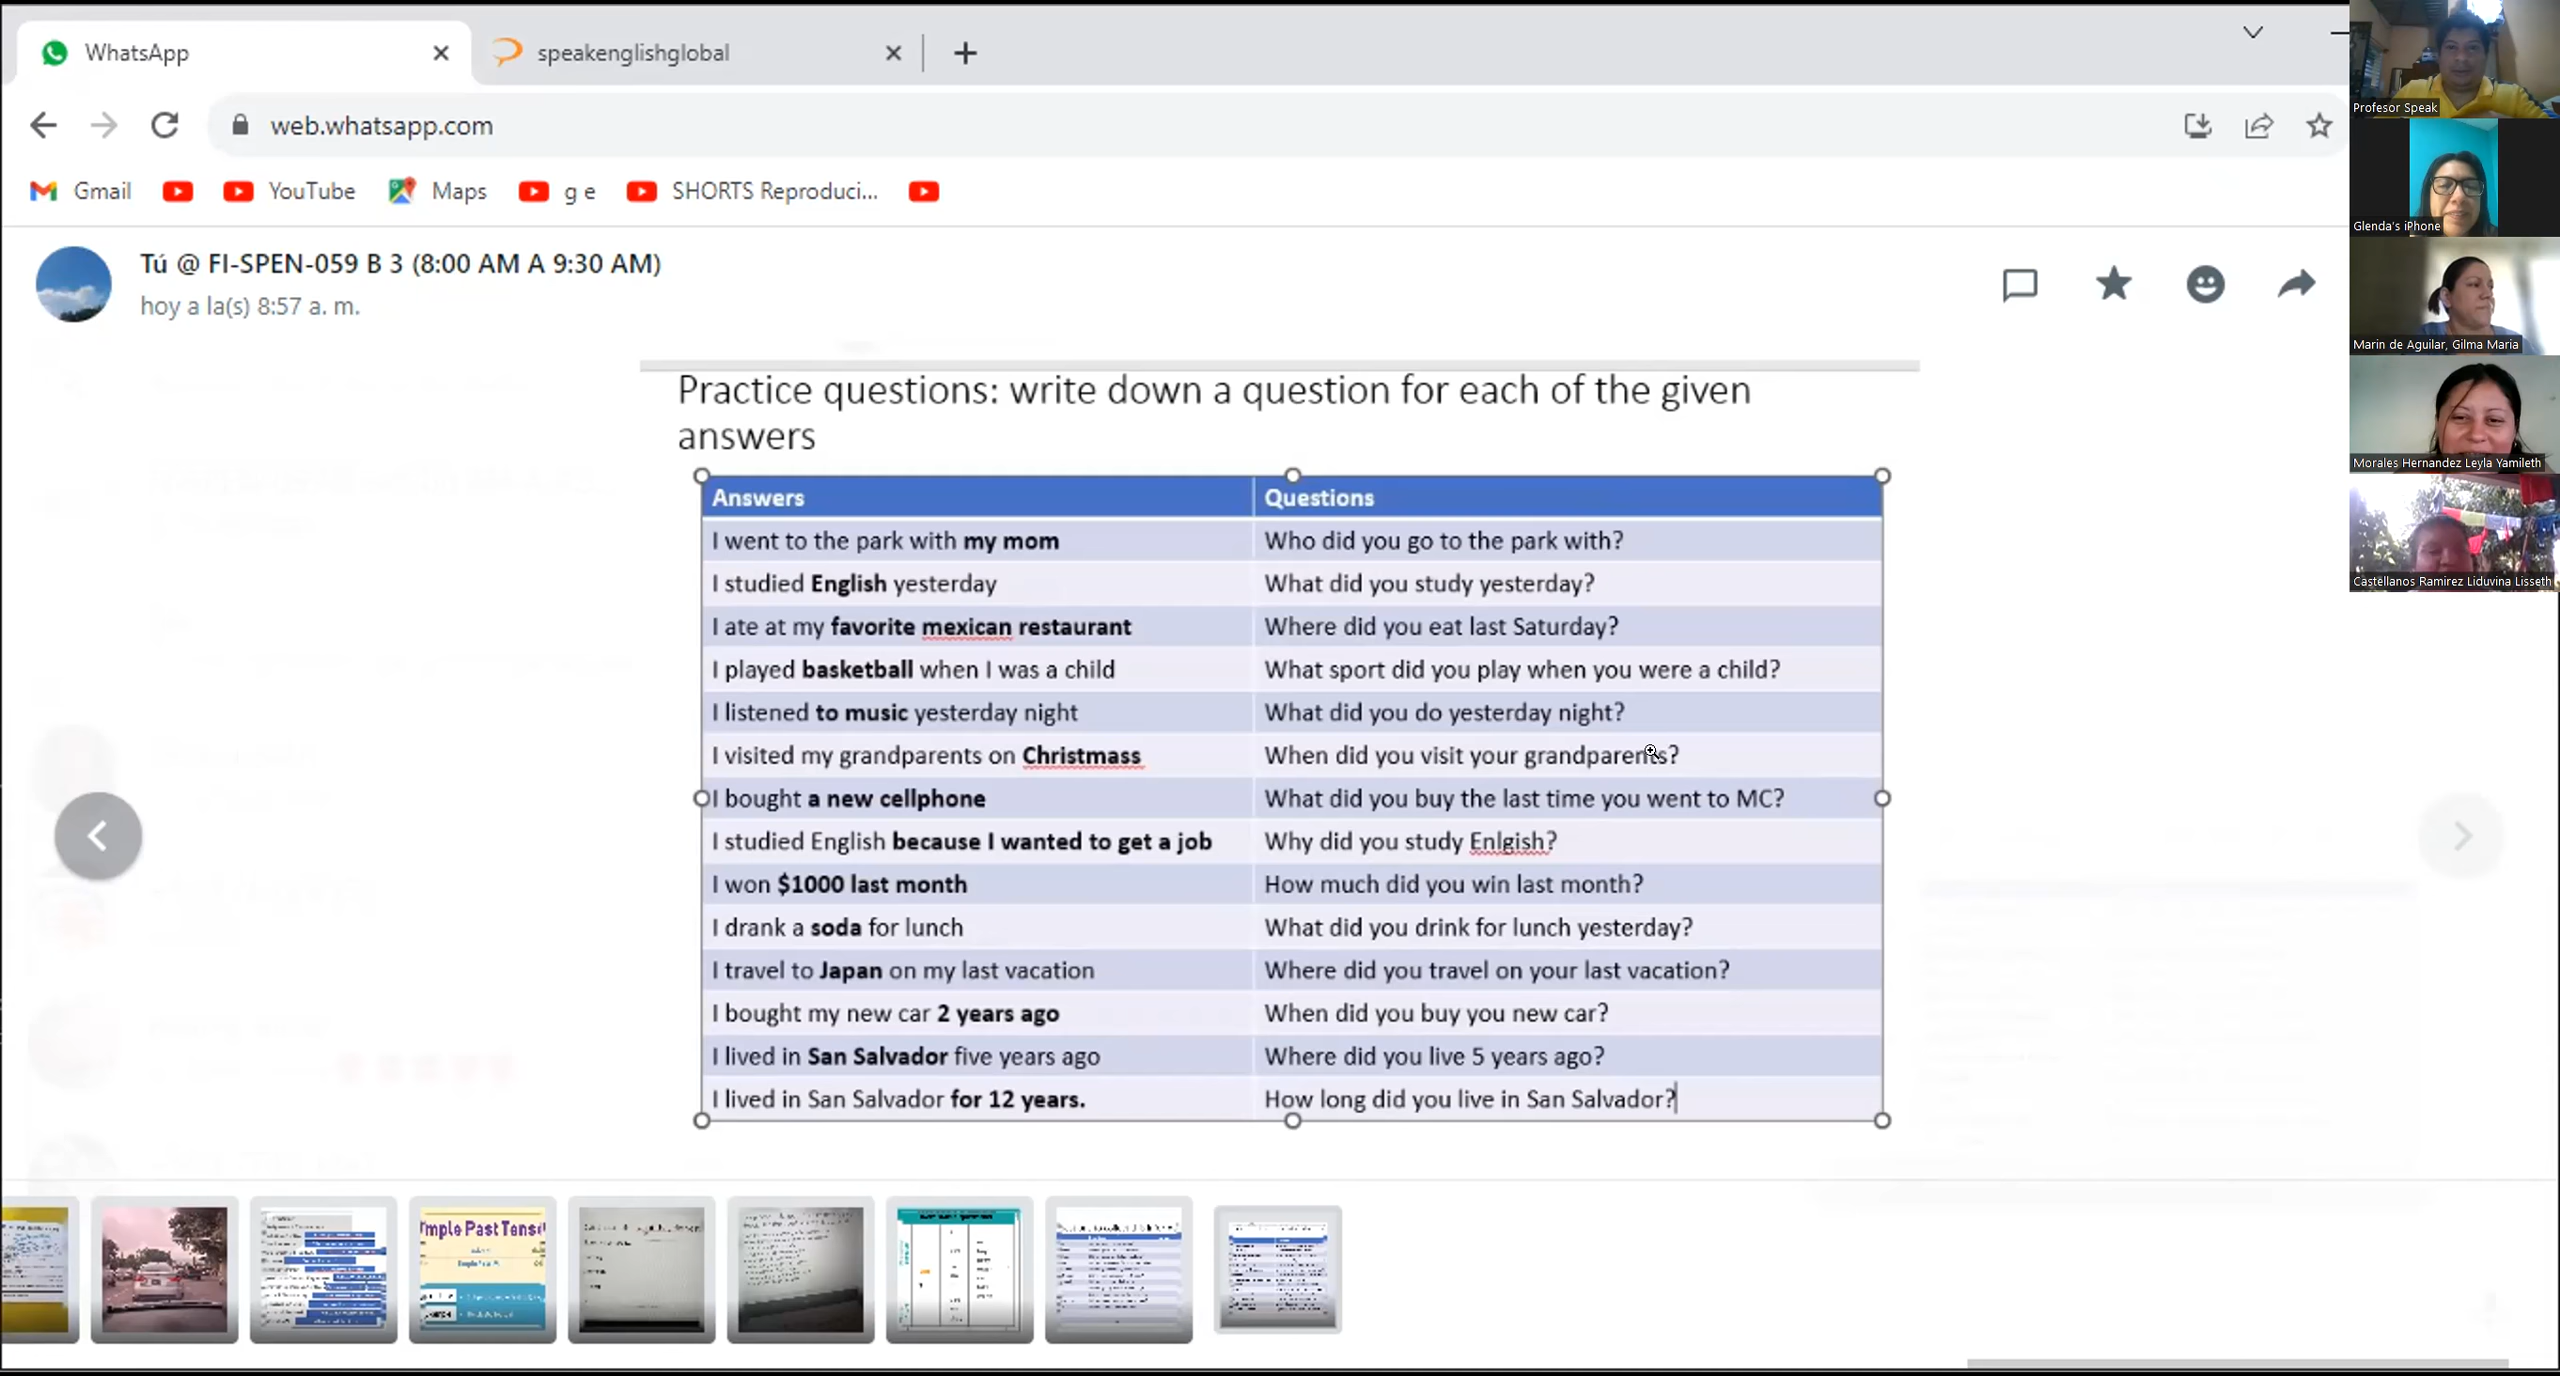 WhatsApp
speakenglishglobal
web.whatsapp.com
Gmail YouTube Maps g e SHORTS Reproduci...
Tú @ FI-SPEN-059 B 3 (8:00 AM A 9:30 AM)
hoy a la(s) 8:57 a. m.
Practice questions: write down a question for each of the given
answers
Answers Questions
I went to the park with my mom Who did you go to the park with?
I studied English yesterday What did you study yesterday?
I ate at my favorite mexican restaurant Where did you eat last Saturday?
I played basketball when I was a child What sport did you play when you were a child?
I listened to music yesterday night What did you do yesterday night?
I visited my grandparents on Christmass When did you visit your grandparents?
I bought a new cellphone What did you buy the last time you went to MC?
I studied English because I wanted to get a job Why did you study Enlgish?
I won $1000 last month How much did you win last month?
I drank a soda for lunch What did you drink for lunch yesterday?
I travel to Japan on my last vacation Where did you travel on your last vacation?
I bought my new car 2 years ago When did you buy you new car?
I lived in San Salvador five years ago Where did you live 5 years ago?
I lived in San Salvador for 12 years. How long did you live in San Salvador?
Profesor Speak
Glenda's iPhone
Marin de Aguilar, Gilma Maria
Morales Hernandez Leyla Yamileth
Castellanos Ramirez Liduvina Lisseth
mple Past Tens